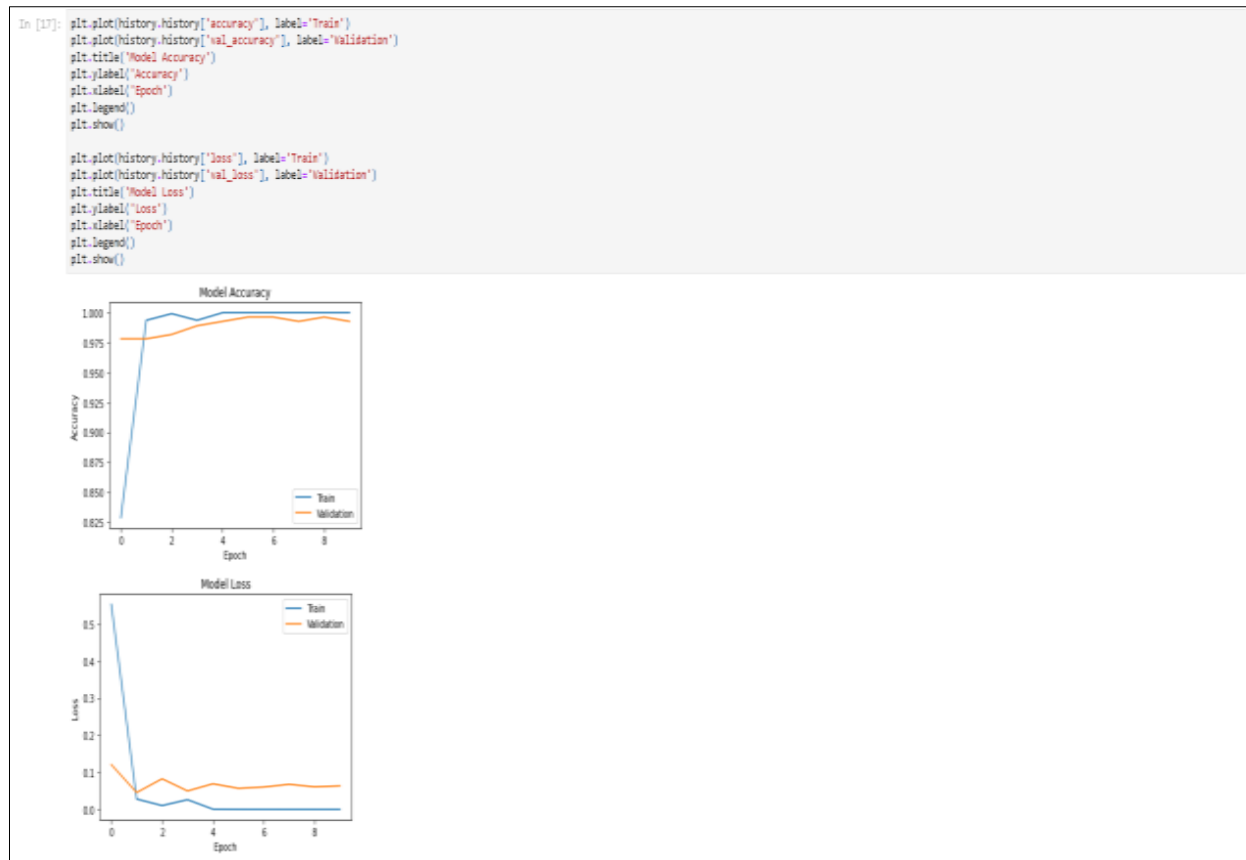 In [17]: plt.plot(history.history['accuracy'], label='Train')
plt.plot(history.history['val_accuracy'], label='Validation')
plt.title('Model Accuracy')
plt.ylabel('Accuracy')
plt.xlabel('Epoch')
plt.legend()
plt.show()
plt.plot(history.history['loss'], label='Train')
plt.plot(history.history['val_loss'], label='Validation')
plt.title('Model Loss')
plt.ylabel('Loss')
plt.xlabel('Epoch')
plt.legend()
plt.show()
Model Accuracy
1.000
0.975
0.950
0.925
0.900
0.875
0.850
0.825
Accuracy
Train
Validation
0 2 4 6 8
Epoch
Model Loss
Train
Validation
0.5
0.4
0.3
0.2
0.1
0.0
Loss
0 2 4 6 8
Epoch